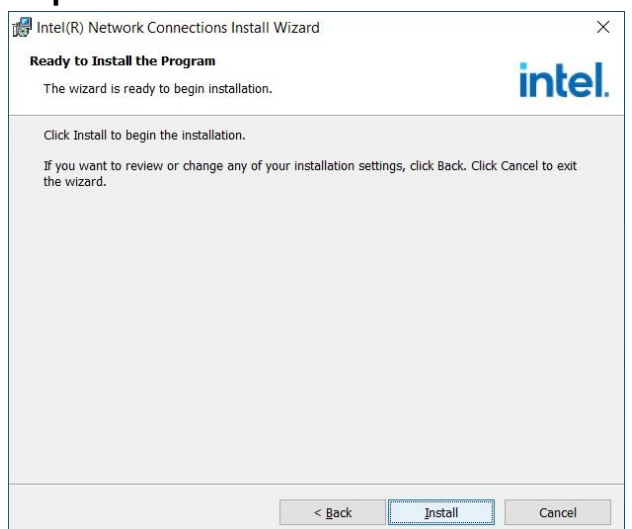 Intel(R) Network Connections Install Wizard
Ready to Install the Program
The wizard is ready to begin installation.
intel.
Click Install to begin the installation.
If you want to review or change any of your installation settings, click Back. Click Cancel to exit
the wizard.
< Back
Install
Cancel